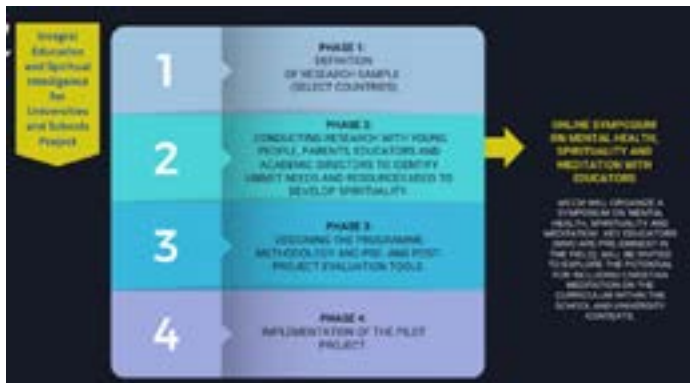 Integral
Education
and Spiritual
Intelligence
for
Universities
and Schools
Project
1
PHASE 1:
DEFINITION
OF RESEARCH SAMPLE
(SELECT COUNTRIES)
2
PHASE 2:
CONDUCTING RESEARCH WITH YOUNG
PEOPLE, PARENTS, EDUCATORS AND
ACADEMIC DIRECTORS TO IDENTIFY
UNMET NEEDS AND RESOURCES USED TO
DEVELOP SPIRITUALITY
3
PHASE 3:
DESIGNING THE PROGRAMME,
METHODOLOGY AND PRE- AND POST-
PROJECT EVALUATION TOOLS
4
PHASE 4:
IMPLEMENTATION OF THE PILOT
PROJECT
ONLINE SYMPOSIUM
ON MENTAL HEALTH,
SPIRITUALITY AND
MEDITATION WITH
EDUCATORS
WILL ORGANIZE A
SYMPOSIUM ON MENTAL
HEALTH, SPIRITUALITY AND
MEDITATION. KEY EDUCATORS
WHO ARE PRE-EMINENT IN
THE FIELD, WILL BE INVITED
TO EXPLORE THE POTENTIAL
FOR INCLUDING CHRISTIAN
MEDITATION ON THE
CURRICULUM WITHIN THE
SCHOOL AND UNIVERSITY
CONTEXTS.